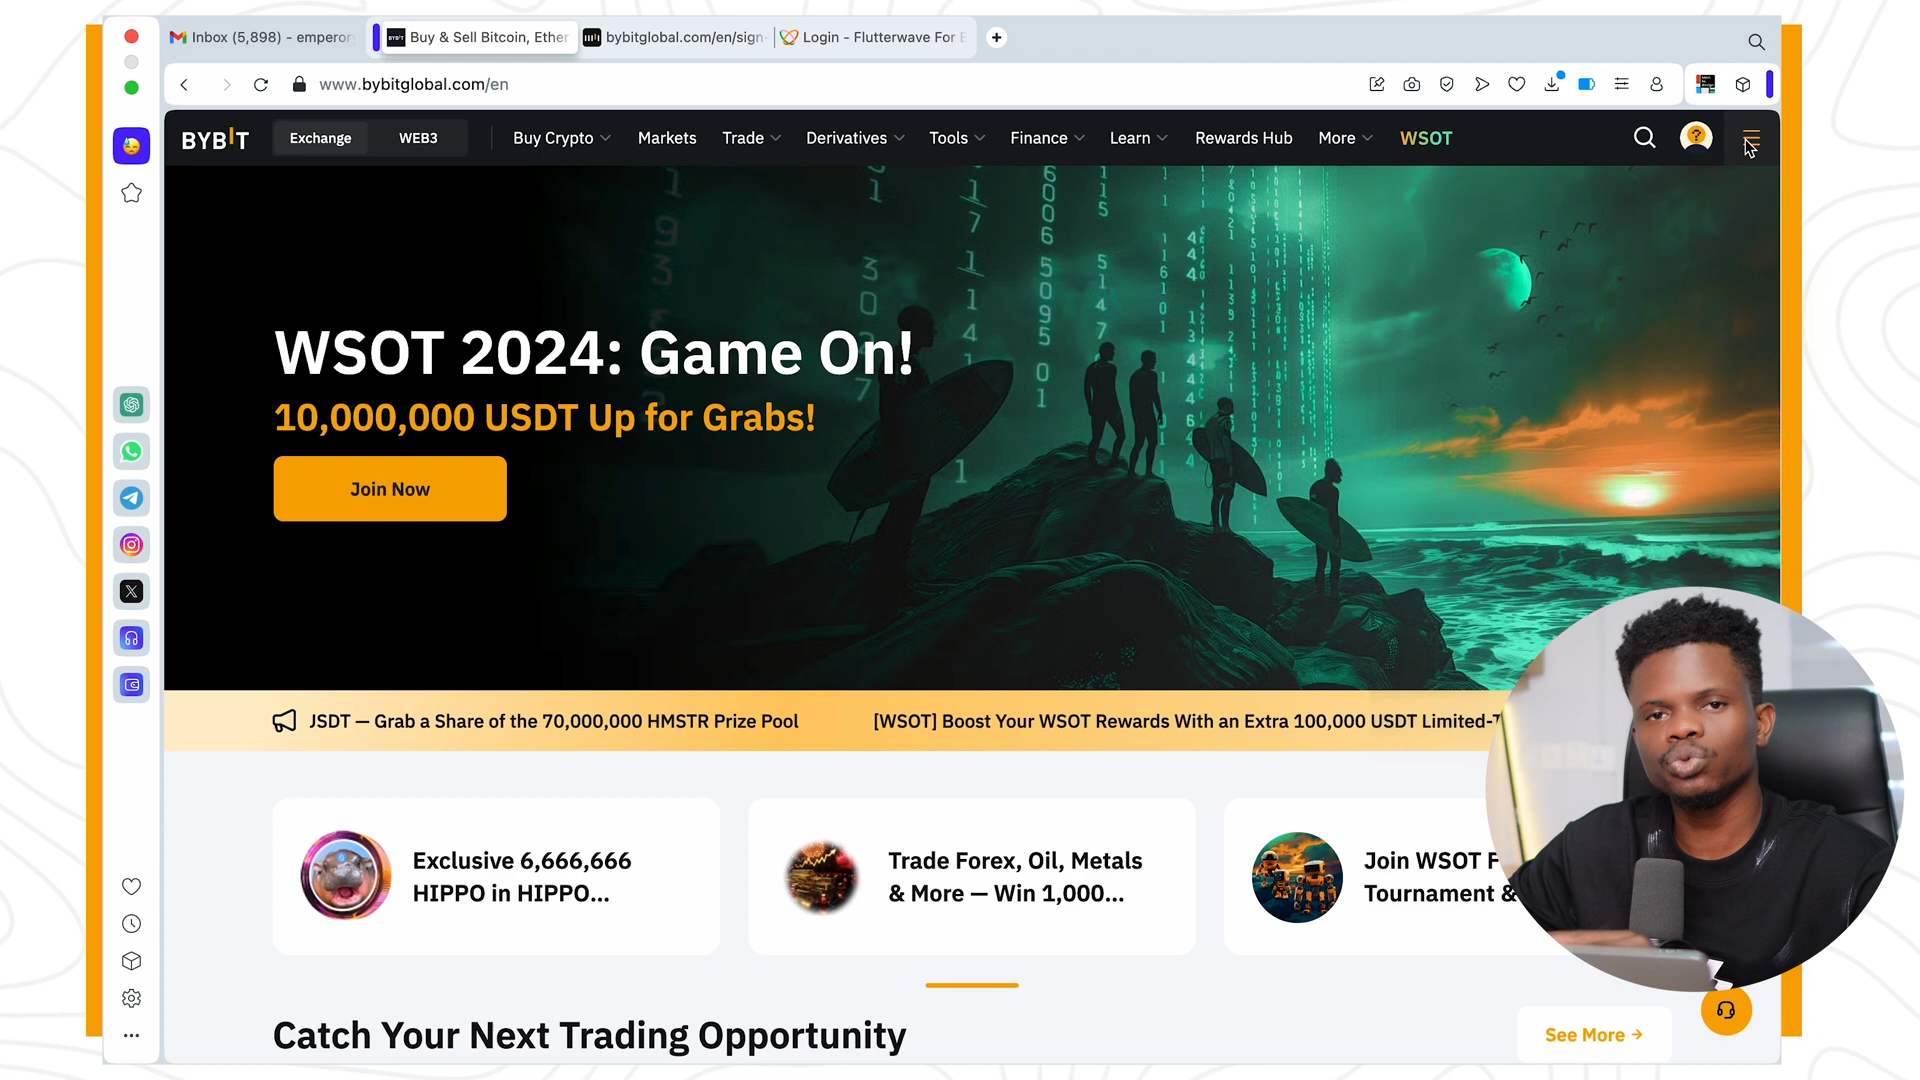 Inbox (5,898) - emperor
Buy & Sell Bitcoin, Ether
bybitglobal.com/en/sign-
Login - Flutterwave For B
www.bybitglobal.com/en
BYBIT
Exchange
WEB3
Buy Crypto
Markets
Trade
Derivatives
Tools
Finance
Learn
Rewards Hub
More
WSOT
WSOT 2024: Game On!
10,000,000 USDT Up for Grabs!
Join Now
JSDT — Grab a Share of the 70,000,000 HMSTR Prize Pool
[WSOT] Boost Your WSOT Rewards With an Extra 100,000 USDT Limited-T
Exclusive 6,666,666
HIPPO in HIPPO...
Trade Forex, Oil, Metals
& More — Win 1,000...
Join WSOT F
Tournament &
Catch Your Next Trading Opportunity
See More →